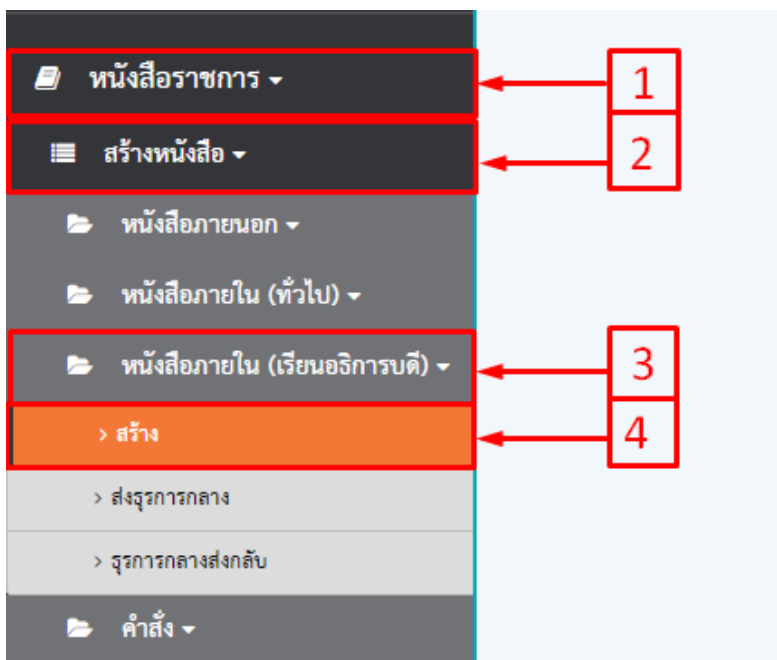 หนังสือราชการ
1
สร้างหนังสือ
2
หนังสือภายนอก
หนังสือภายใน (ทั่วไป)
หนังสือภายใน (เรียนอธิการบดี)
3
> สร้าง
4
> ส่งธุรการกลาง
> ธุรการกลางส่งกลับ
คำสั่ง